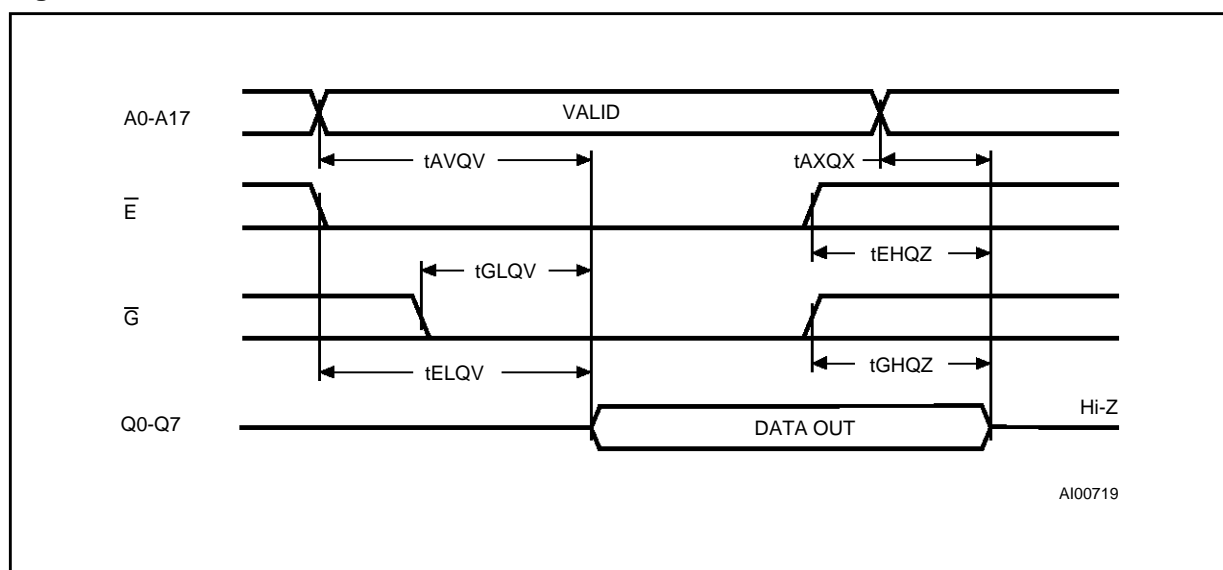 A0-A17
VALID
tAVQV
tAXQX
E
tEHQZ
tGLQV
G
tGHQZ
tELQV
Hi-Z
Q0-Q7
DATA OUT
AI00719